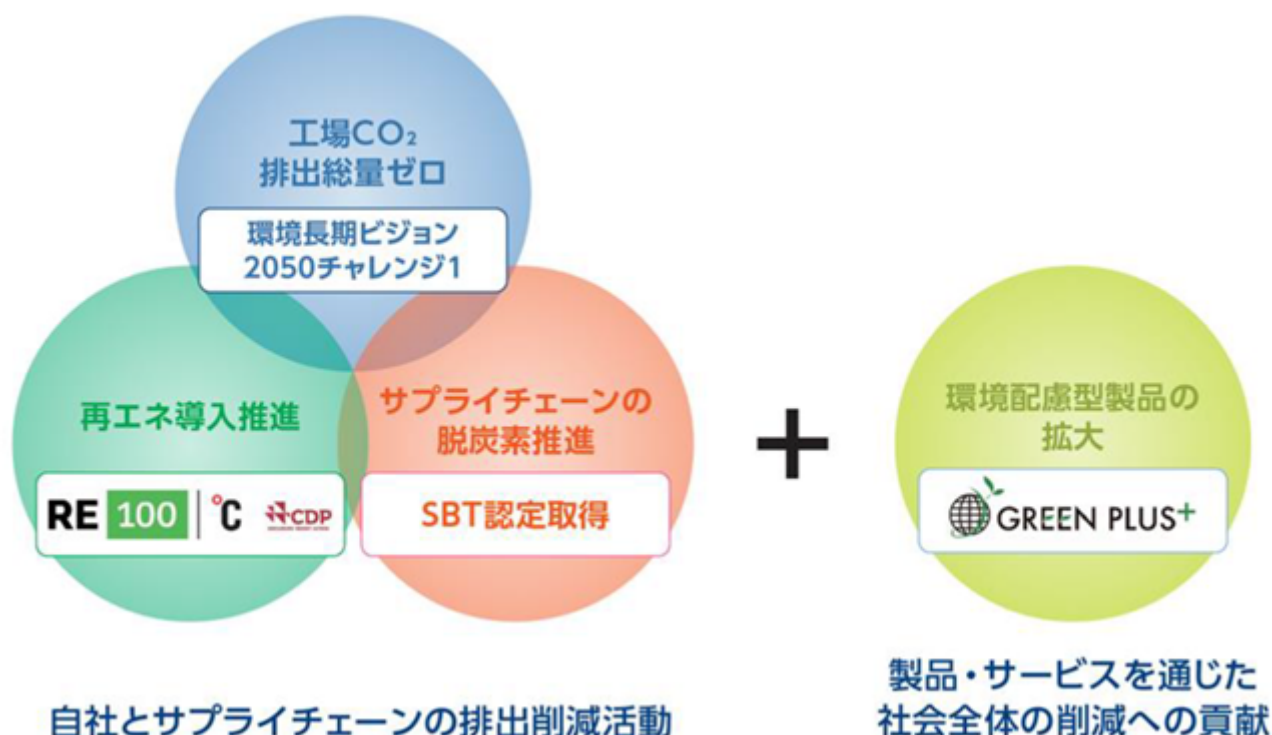 工場CO₂
排出総量ゼロ
環境長期ビジョン
2050チャレンジ1
再エネ導入推進
RE 100 °C CDP
サプライチェーンの
脱炭素推進
SBT認定取得
+
環境配慮型製品の
拡大
GREEN PLUS+
自社とサプライチェーンの排出削減活動
製品・サービスを通じた
社会全体の削減への貢献